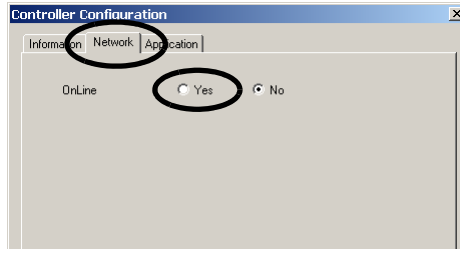 Controller Configuration
Information Network Application
OnLine Yes No